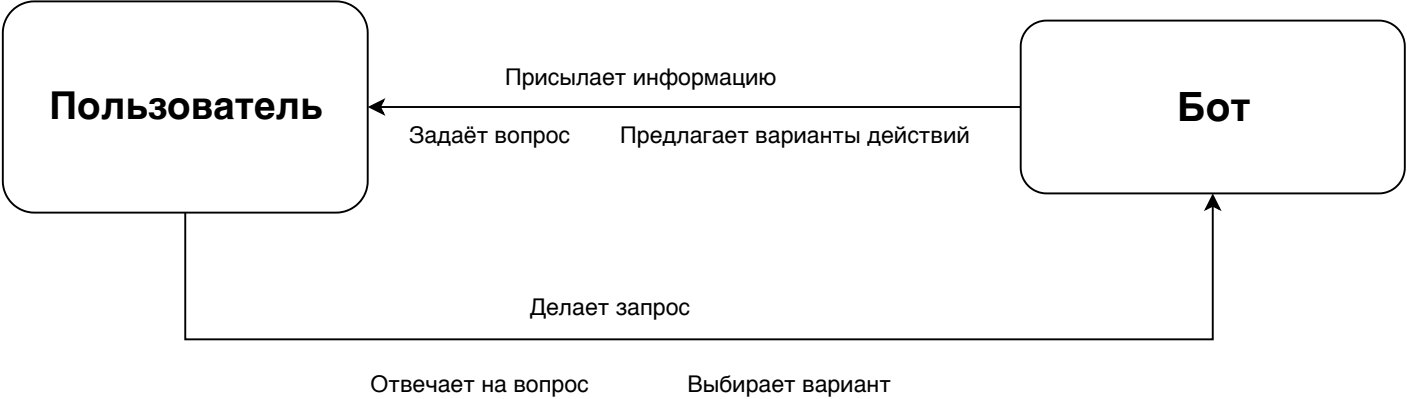 Присылает информацию
Пользователь
Бот
Задаёт вопрос
Предлагает варианты действий
Делает запрос
Отвечает на вопрос
Выбирает вариант